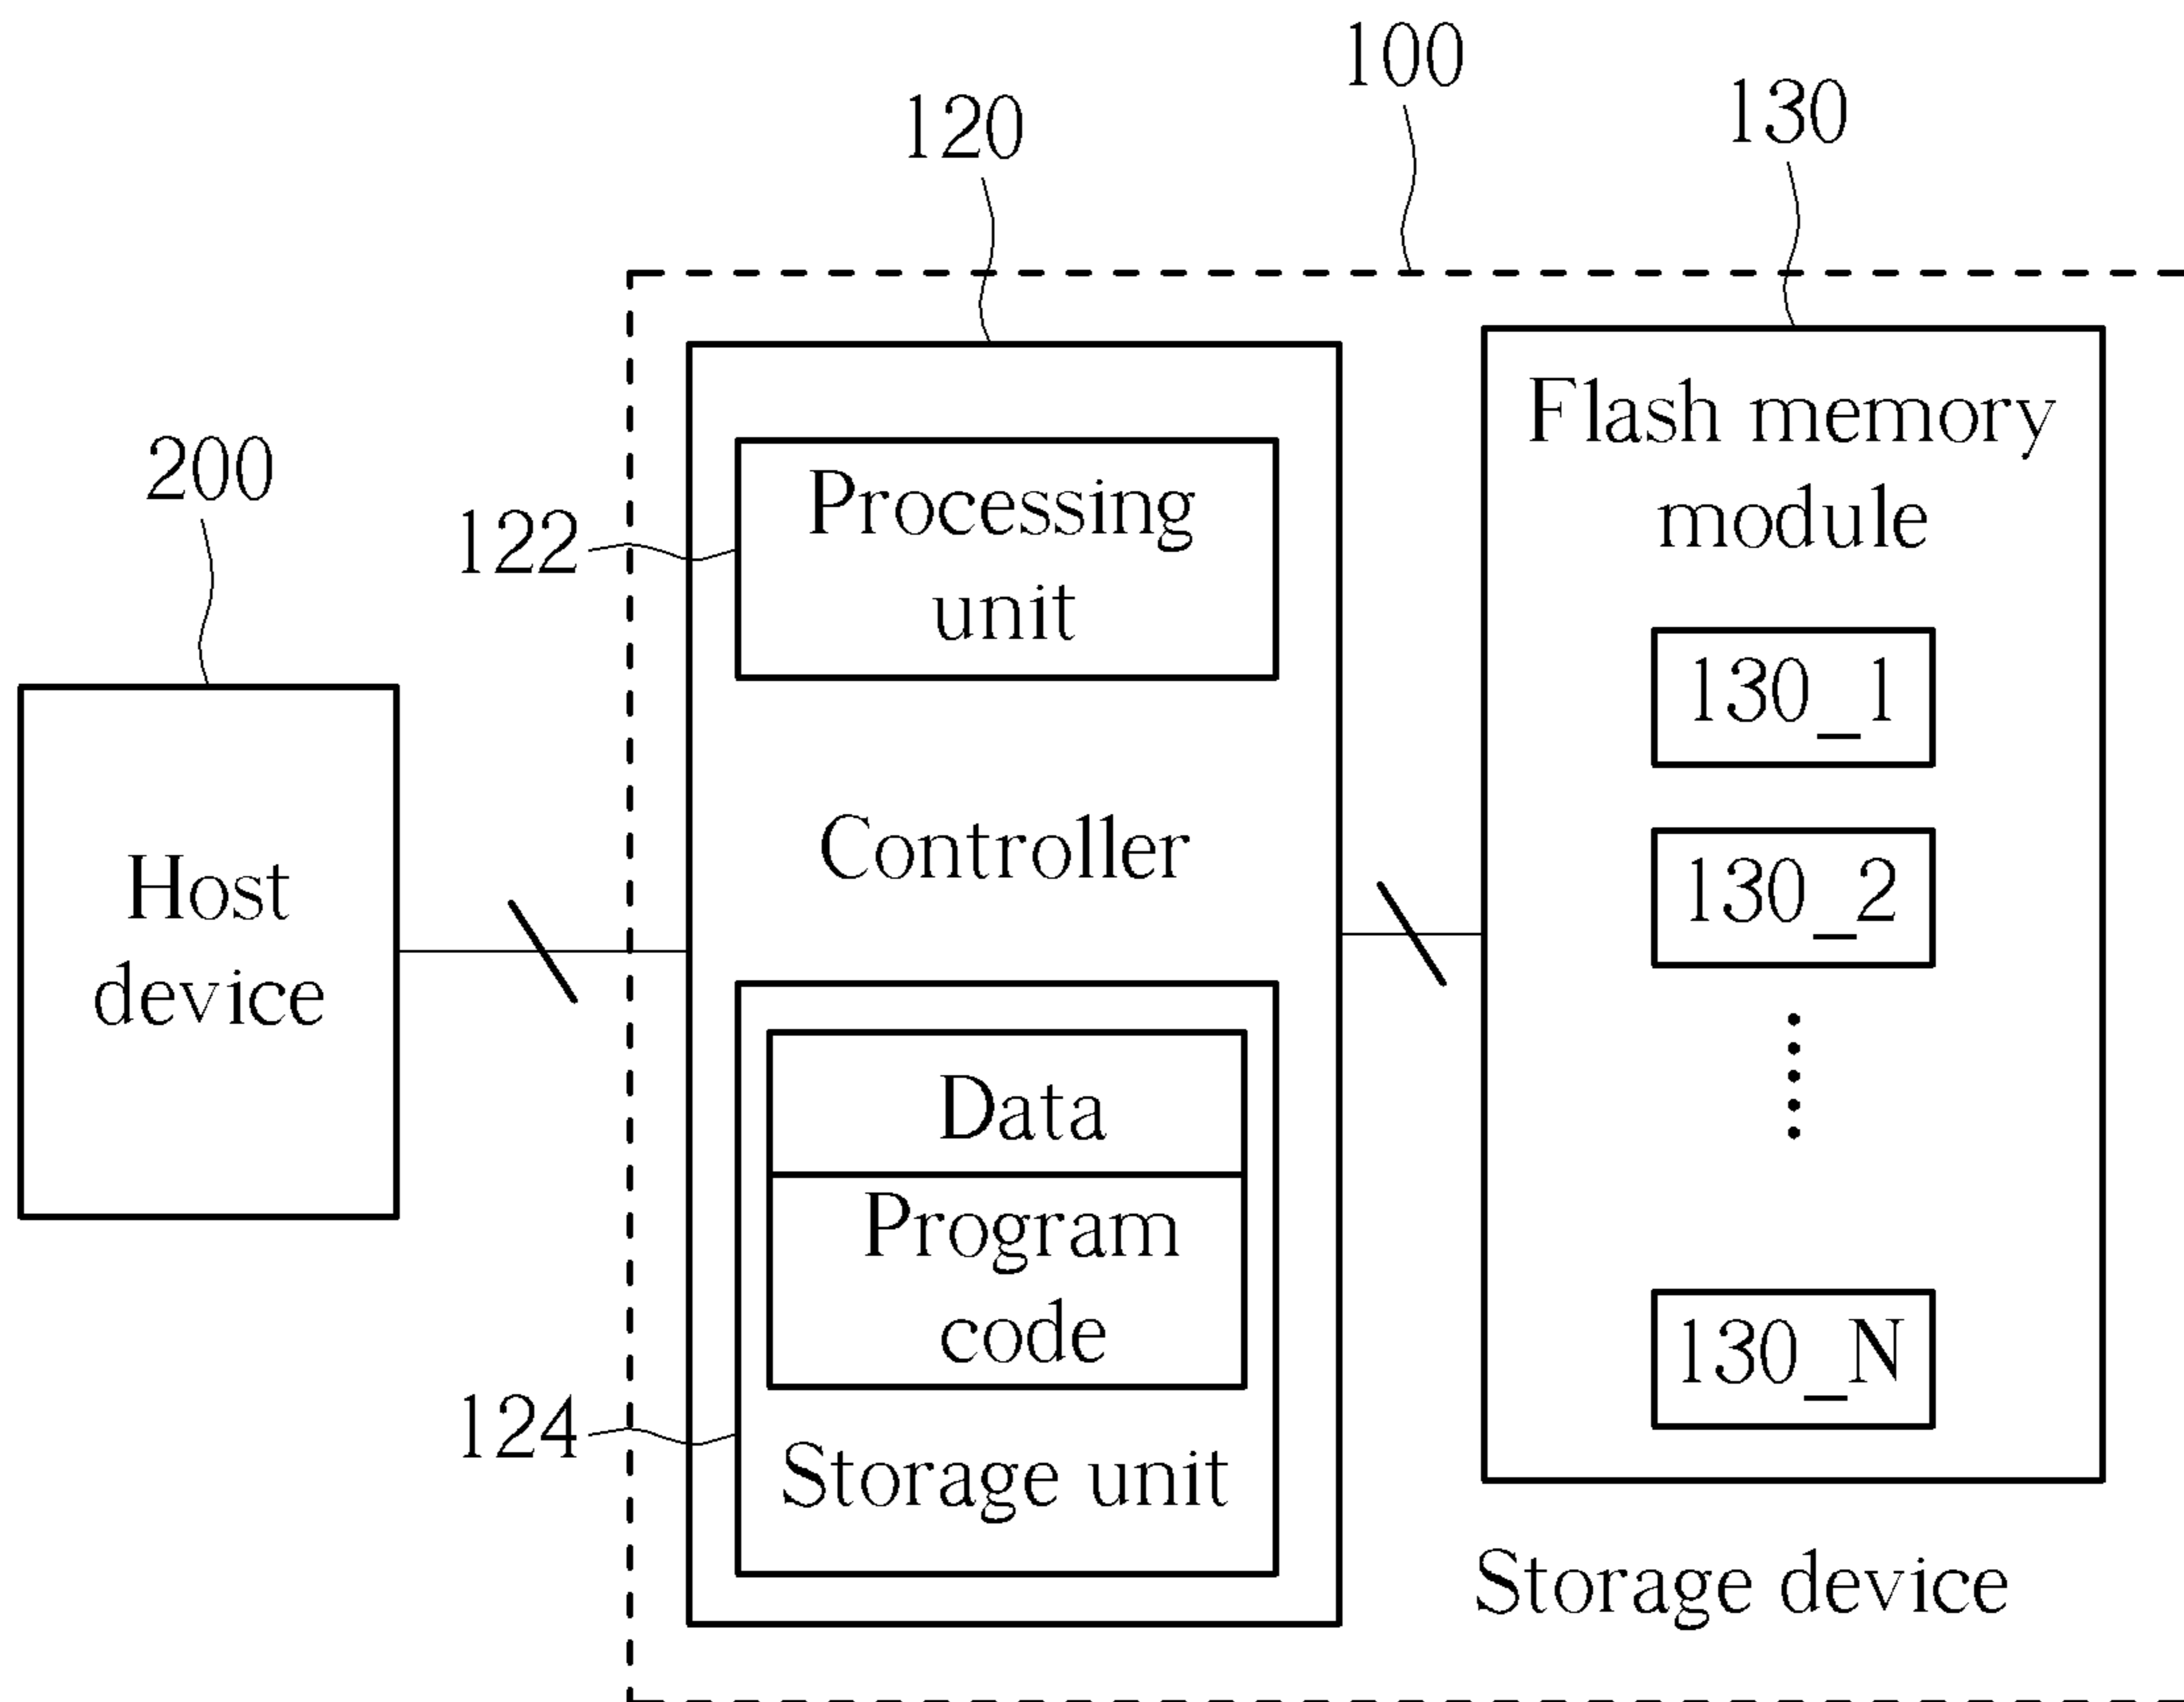 100
120
130
200
122
Processing
unit
Flash memory
module
130_1
130_2
130_N
Controller
Host
device
Data
Program
code
124
Storage unit
Storage device